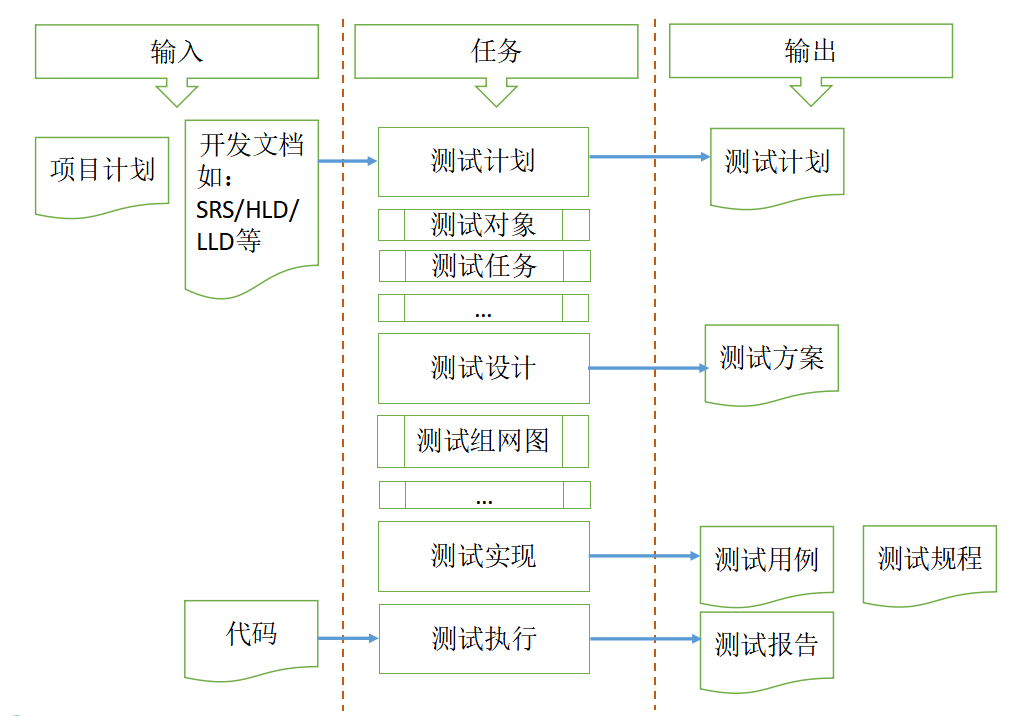 输入
任务
输出
项目计划
开发文档
如：
SRS/HLD/
LLD等
测试计划
测试计划
测试对象
测试任务
...
测试设计
测试方案
测试组网图
...
测试实现
测试用例
测试规程
代码
测试执行
测试报告